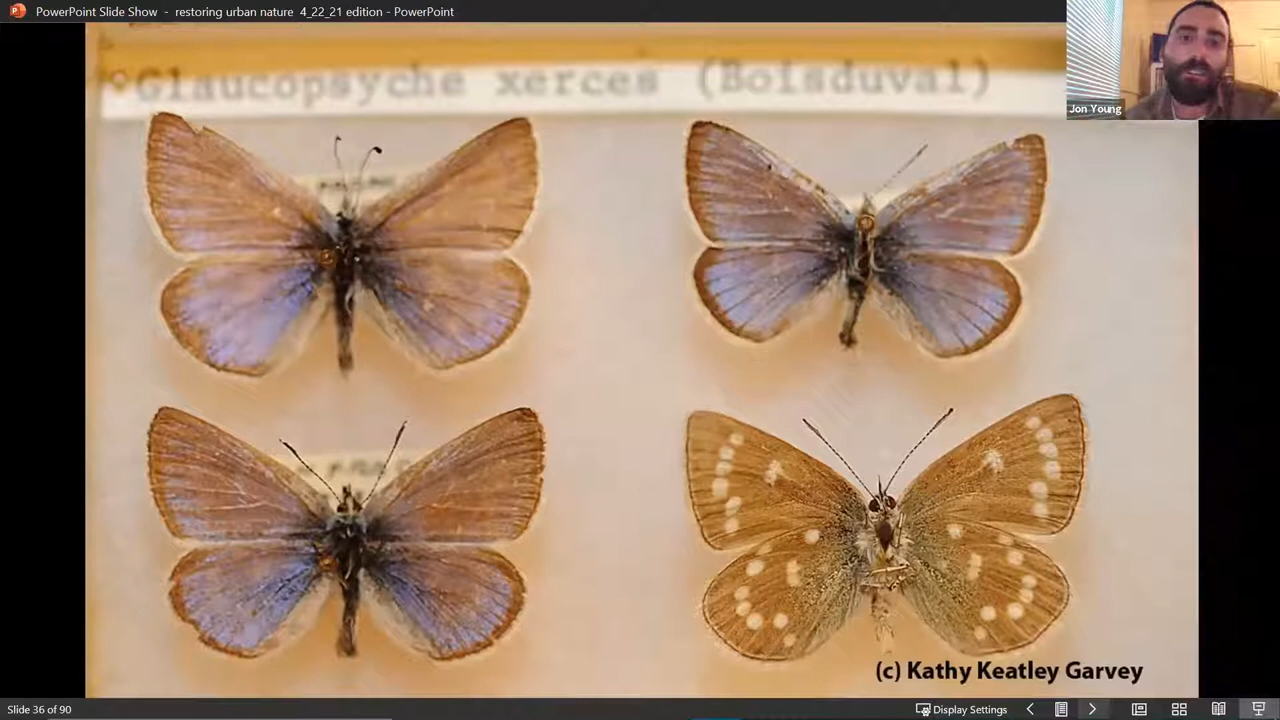 PowerPoint Slide Show - restoring urban nature 4_22_21 edition - PowerPoint
Glaucopsyche xerces (Boisduval)
Jon Young
(c) Kathy Keatley Garvey
Slide 36 of 90
Display Settings